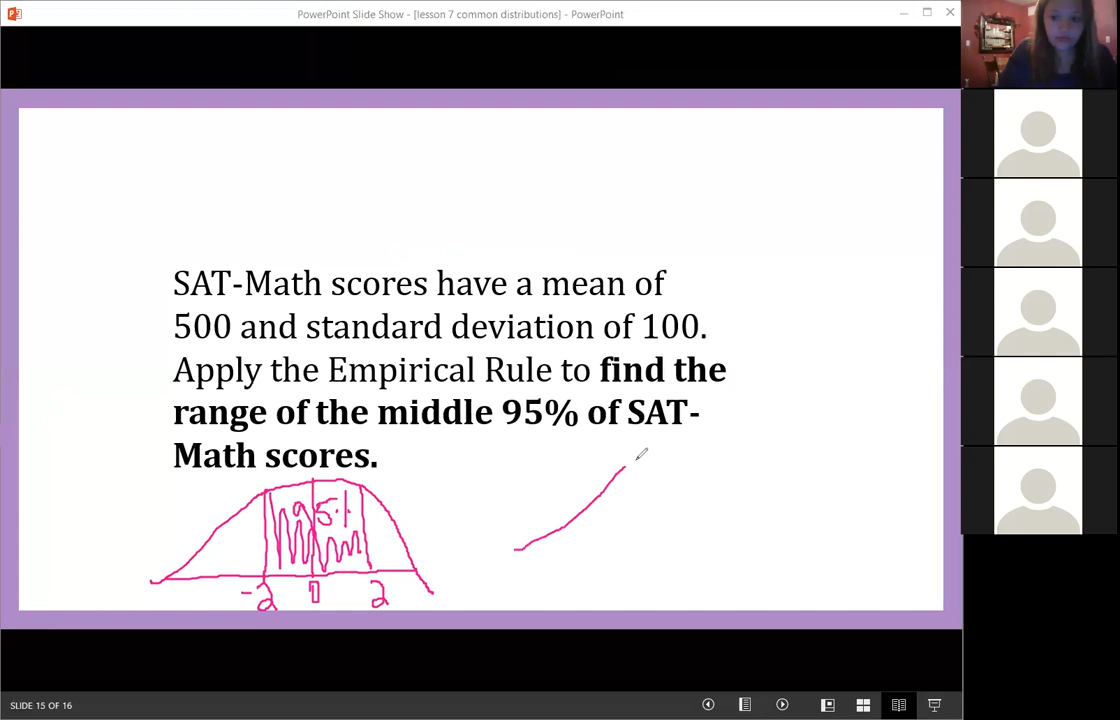 PowerPoint Slide Show - [lesson 7 common distributions] - PowerPoint
SAT-Math scores have a mean of
500 and standard deviation of 100.
Apply the Empirical Rule to find the
range of the middle 95% of SAT-
Math scores.
95%
-2 0 2
SLIDE 15 OF 16